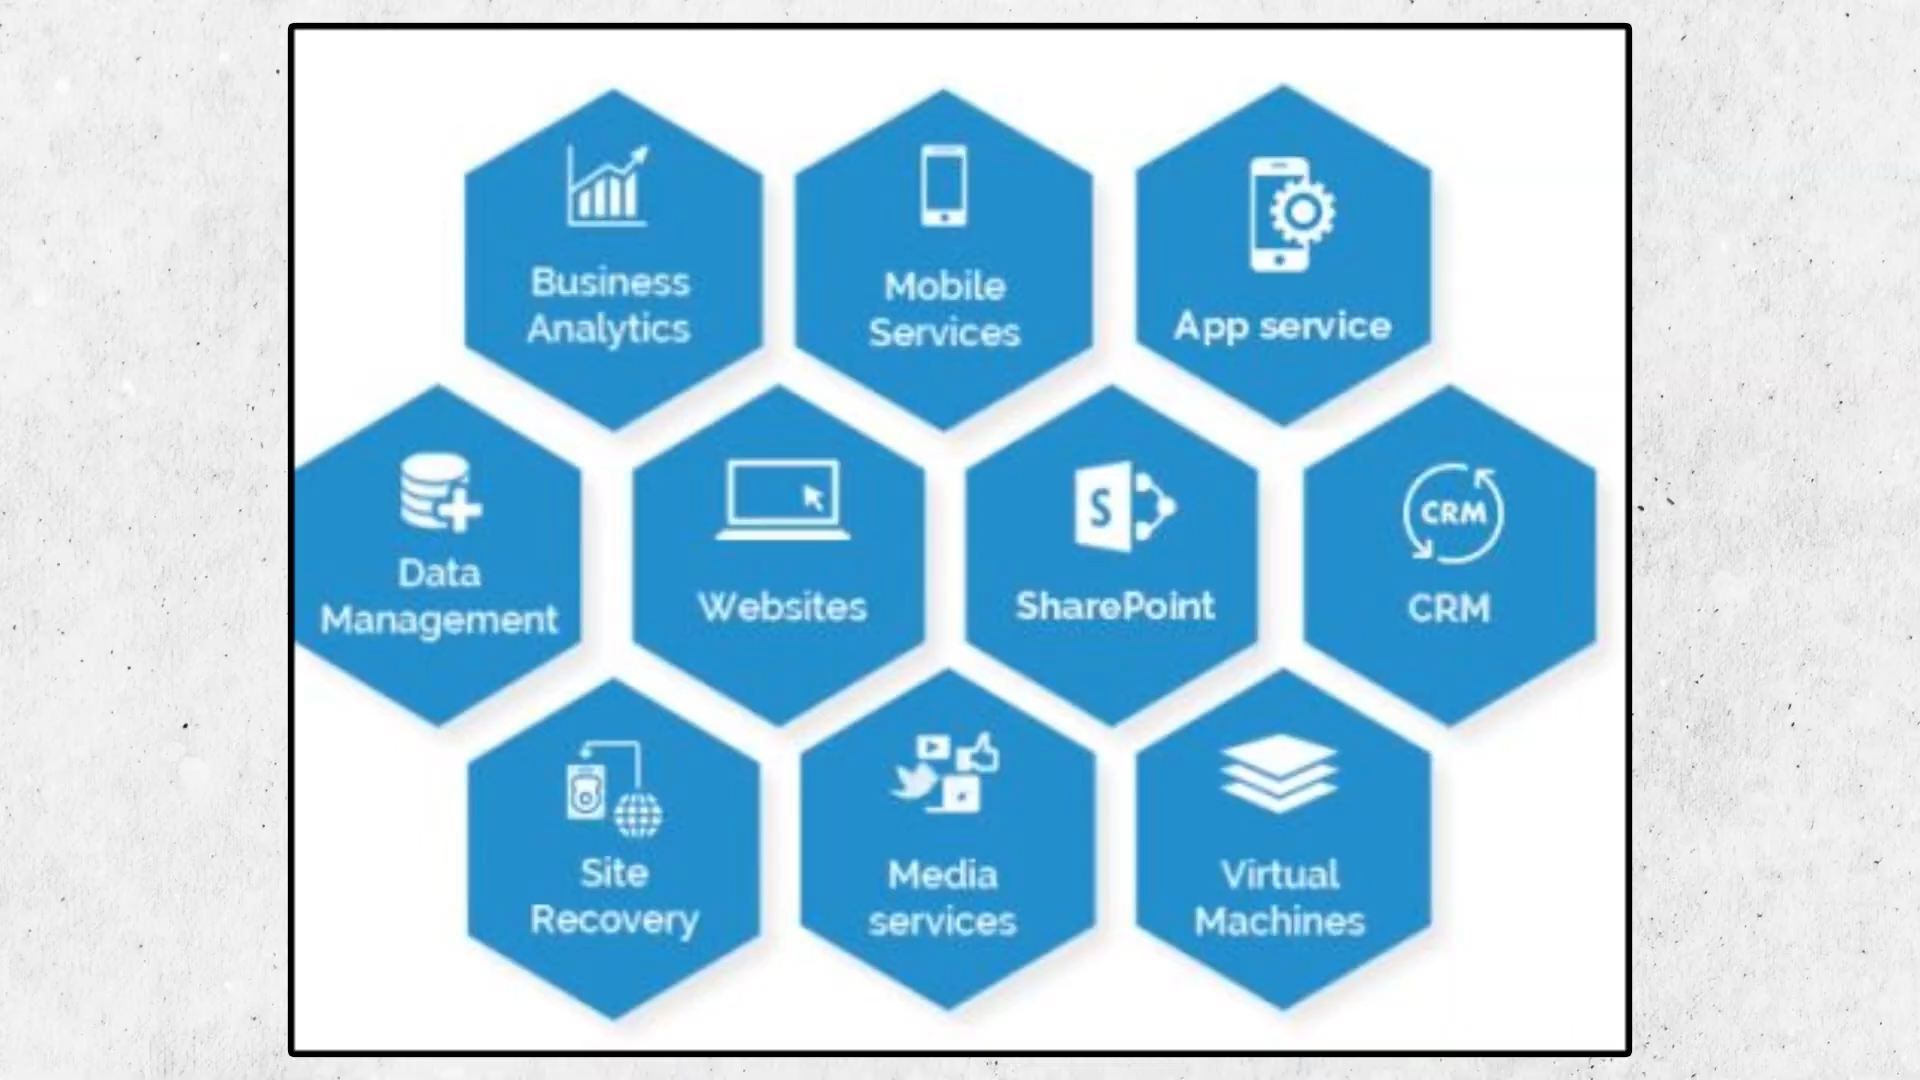 Business
Analytics
Mobile
Services
App service
Data
Management
Websites
S
SharePoint
CRM
CRM
Site
Recovery
Media
services
Virtual
Machines